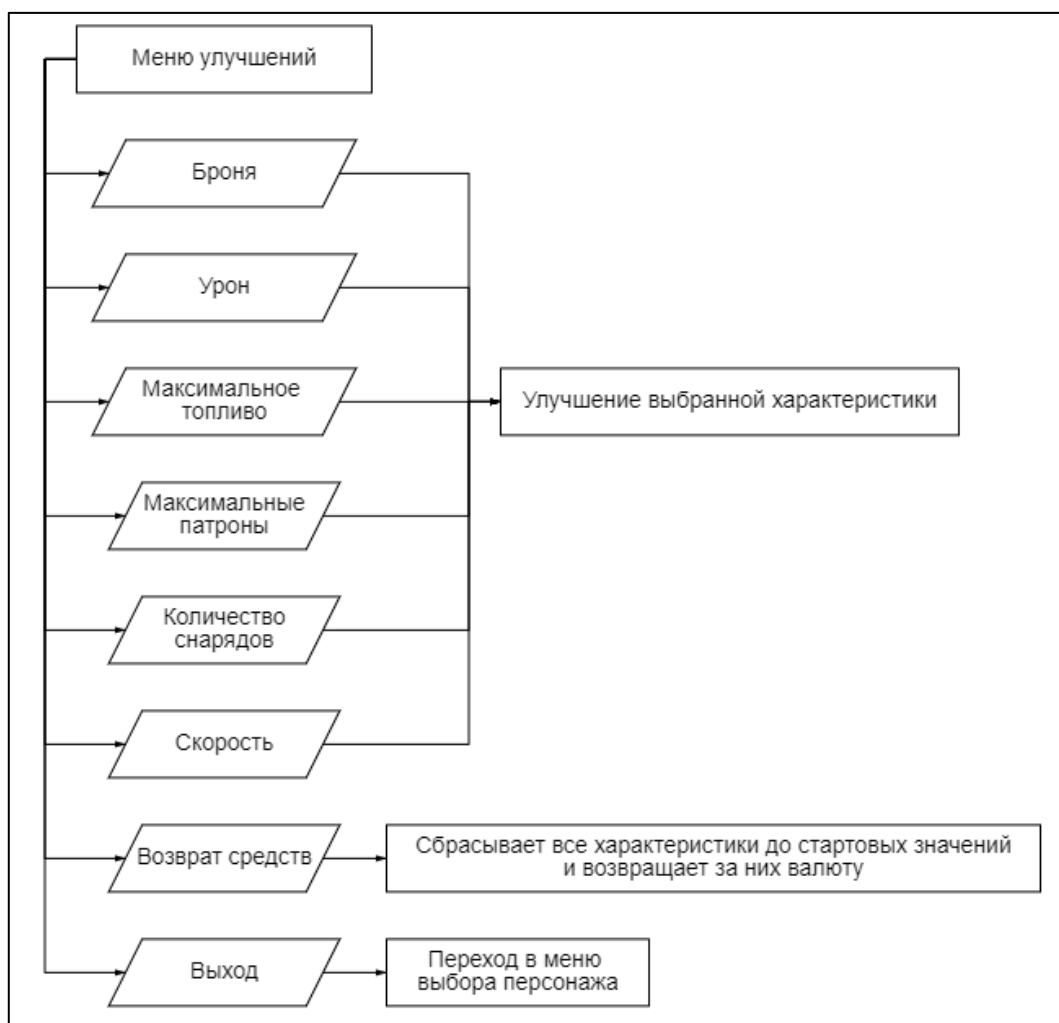 Меню улучшений
Броня
Урон
Максимальное
топливо
Улучшение выбранной характеристики
Максимальные
патроны
Количество
снарядов
Скорость
Возврат средств
Сбрасывает все характеристики до стартовых значений
и возвращает за них валюту
Выход
Переход в меню
выбора персонажа